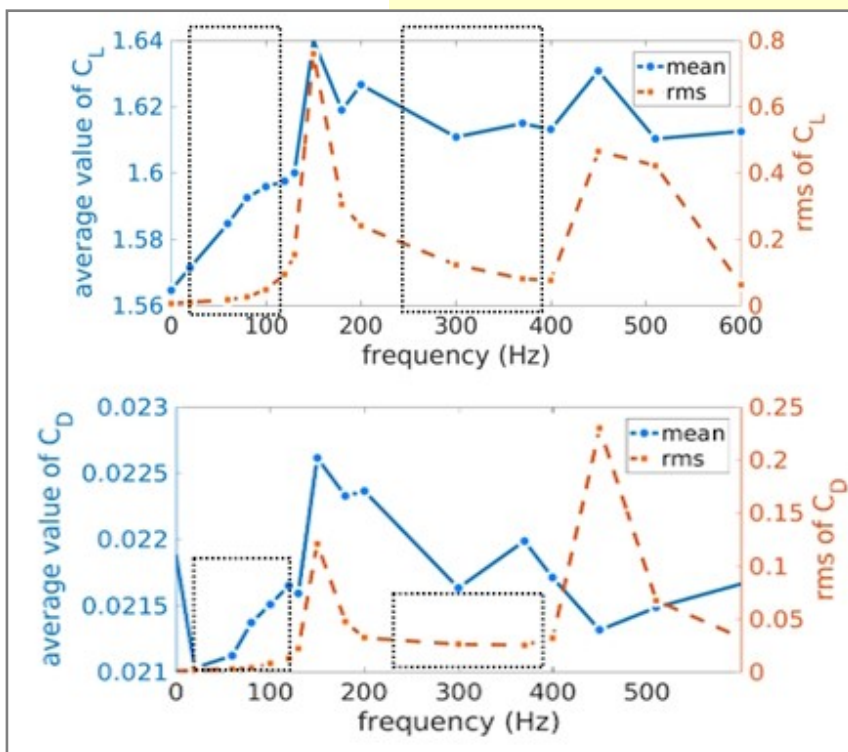 average value of C_L
1.64
1.62
1.6
1.58
1.56
0 100 200 300 400 500 600
frequency (Hz)
mean
rms
0.8
0.6
0.4
0.2
0
rms of C_L
average value of C_D
0.023
0.0225
0.022
0.0215
0.021
0 100 200 300 400 500
frequency (Hz)
mean
rms
0.25
0.2
0.15
0.1
0.05
0
rms of C_D